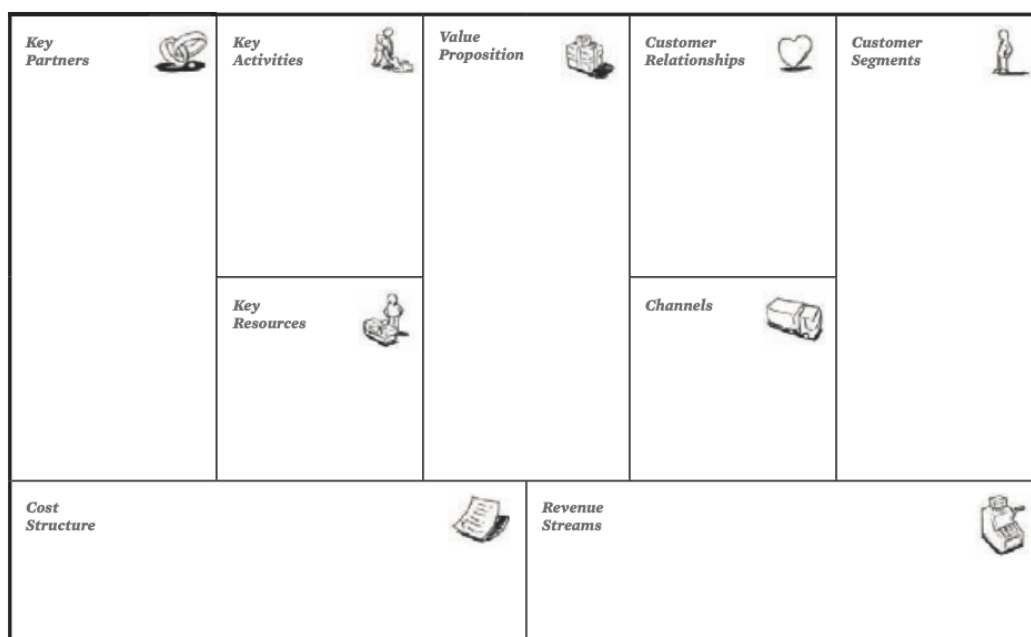 Key
Partners
Key
Activities
Value
Proposition
Customer
Relationships
Customer
Segments
Key
Resources
Channels
Cost
Structure
Revenue
Streams